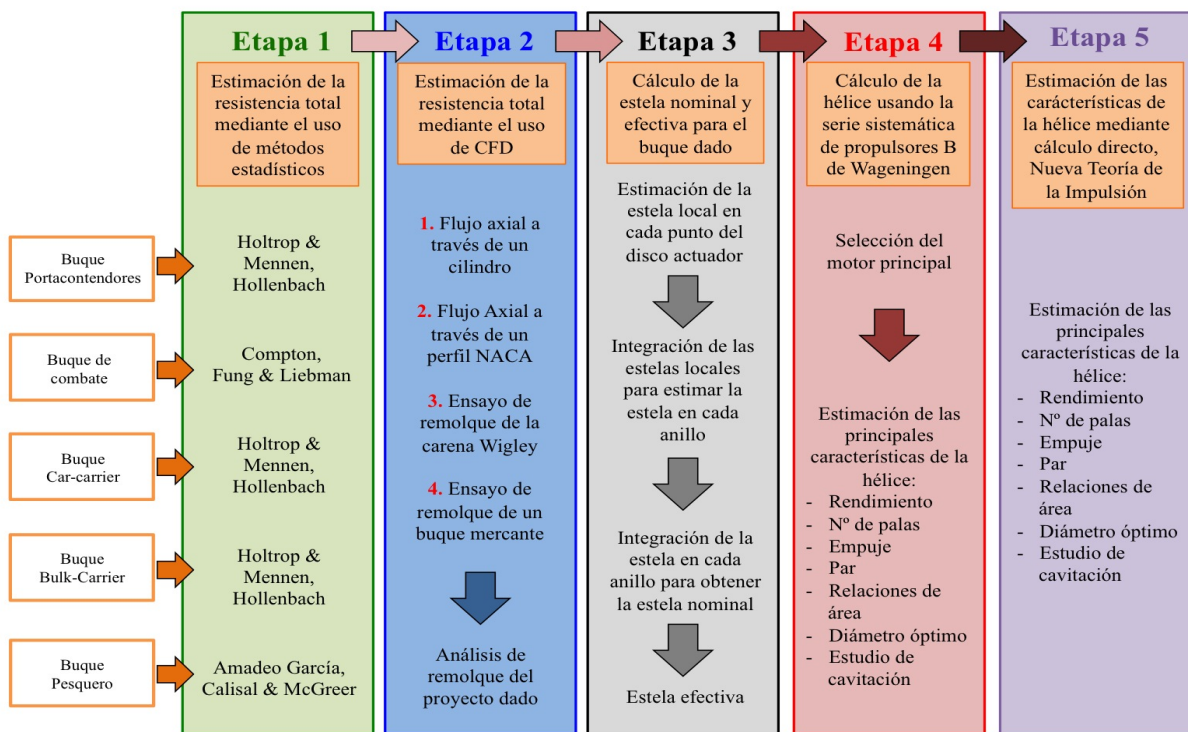 Etapa 1
Estimación de la
resistencia total
mediante el uso
de métodos
estadísticos
Buque
Portacontendores
Holtrop &
Mennen,
Hollenbach
Buque de
combate
Compton,
Fung & Liebman
Buque
Car-carrier
Holtrop &
Mennen,
Hollenbach
Buque
Bulk-Carrier
Holtrop &
Mennen,
Hollenbach
Buque
Pesquero
Amadeo García,
Calisal & McGreer
Etapa 2
Estimación de la
resistencia total
mediante el uso
de CFD
1. Flujo axial a
través de un
cilindro
2. Flujo Axial a
través de un
perfil NACA
3. Ensayo de
remolque de la
carena Wigley
4. Ensayo de
remolque de un
buque mercante
Análisis de
remolque del
proyecto dado
Etapa 3
Cálculo de la
estela nominal y
efectiva para el
buque dado
Estimación de la
estela local en
cada punto del
disco actuador
Integración de las
estelas locales
para estimar la
estela en cada
anillo
Integración de la
estela en cada
anillo para obtener
la estela nominal
Estela efectiva
Etapa 4
Cálculo de la
hélice usando la
serie sistemática
de propulsores B
de Wageningen
Selección del
motor principal
Estimación de las
principales
características de la
hélice:
- Rendimiento
- Nº de palas
- Empuje
- Par
- Relaciones de
área
- Diámetro óptimo
- Estudio de
cavitación
Etapa 5
Estimación de las
carácterísticas de
la hélice mediante
cálculo directo,
Nueva Teoría de
la Impulsión
Estimación de las
principales
características de la
hélice:
- Rendimiento
- Nº de palas
- Empuje
- Par
- Relaciones de
área
- Diámetro óptimo
- Estudio de
cavitación